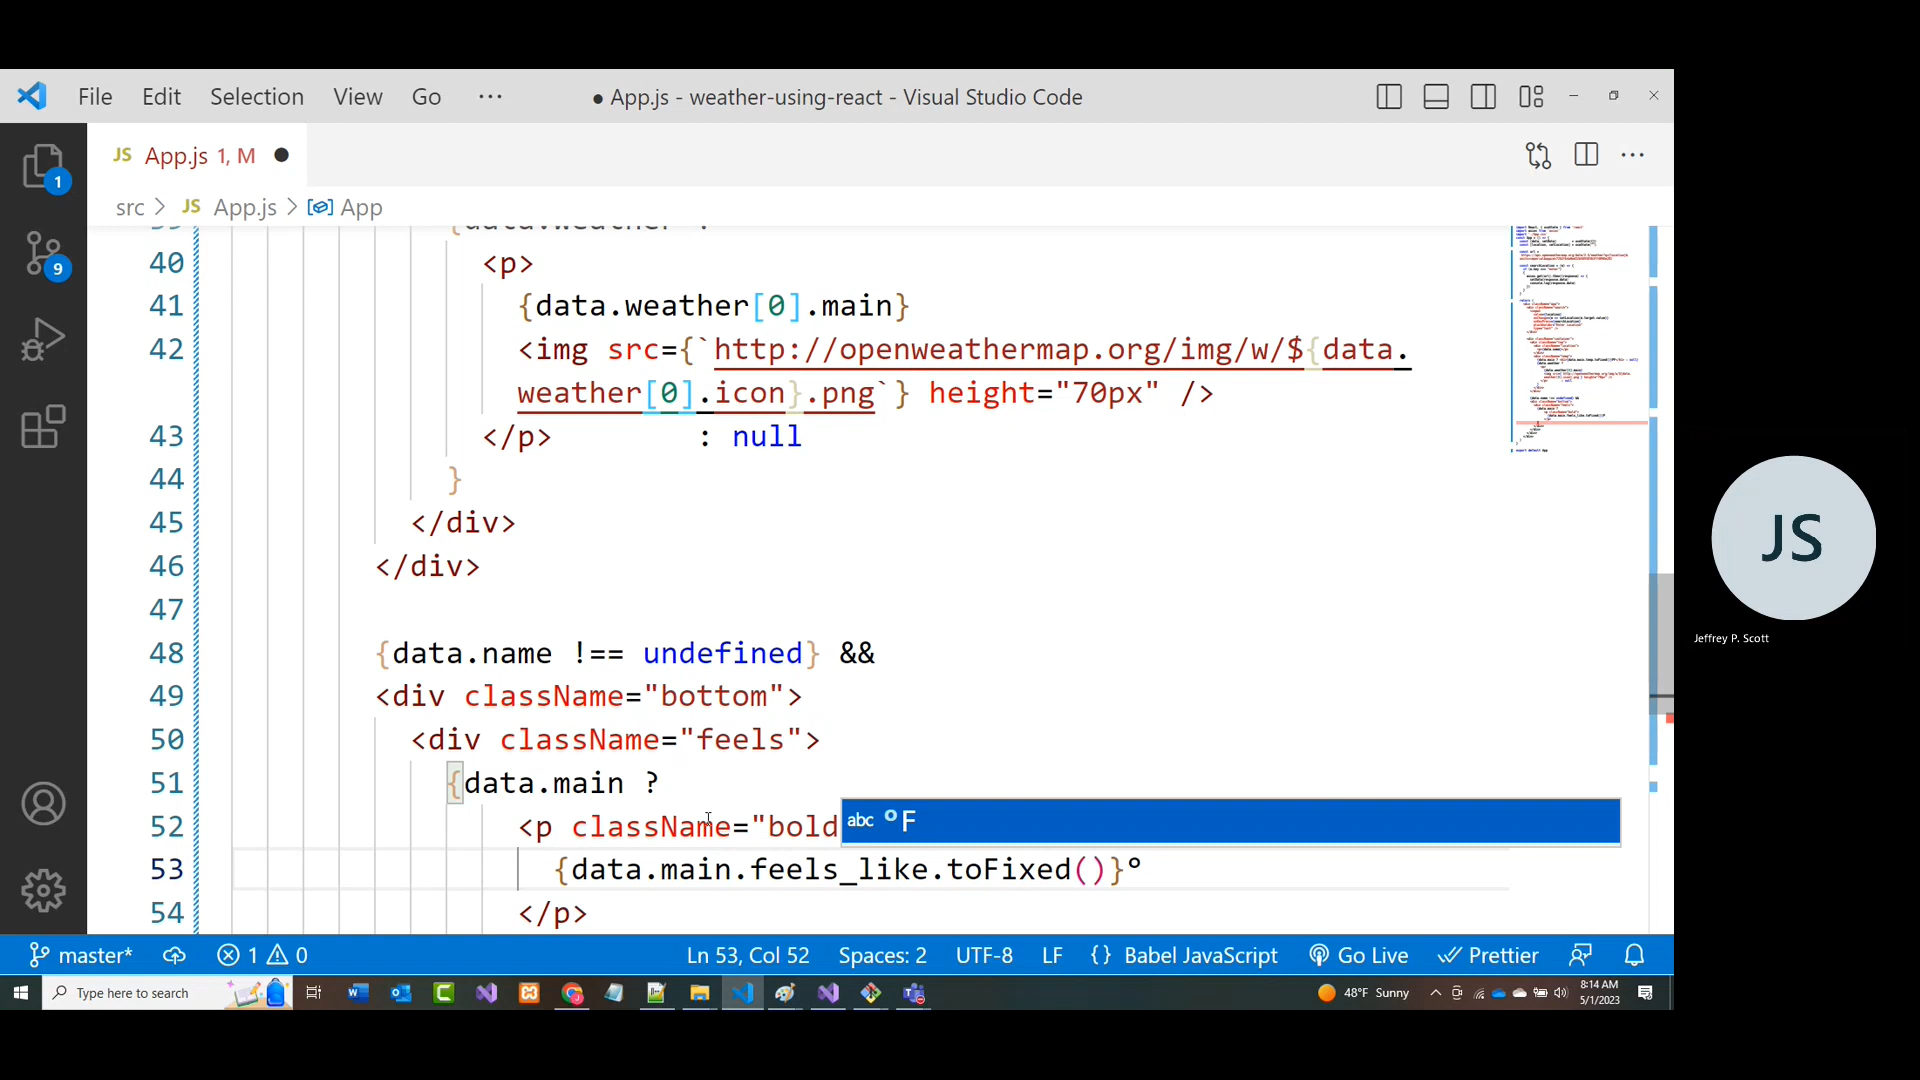 File Edit Selection View Go ··· ● App.js - weather-using-react - Visual Studio Code
JS App.js 1, M ●
src > JS App.js > App
40 <p>
41 {data.weather[0].main}
42 <img src={`http://openweathermap.org/img/w/${data.
weather[0].icon}.png`} height="70px" />
43 </p> : null
44 }
45 </div>
46 </div>
47
48 {data.name !== undefined} &&
49 <div className="bottom">
50 <div className="feels">
51 {data.main ?
52 <p className="bold
abc °F
53 {data.main.feels_like.toFixed()}°
54 </p>
1
9
JS
Jeffrey P. Scott
master* 1 0 Ln 53, Col 52 Spaces: 2 UTF-8 LF {} Babel JavaScript Go Live Prettier
Type here to search
48°F Sunny
8:14 AM
5/1/2023